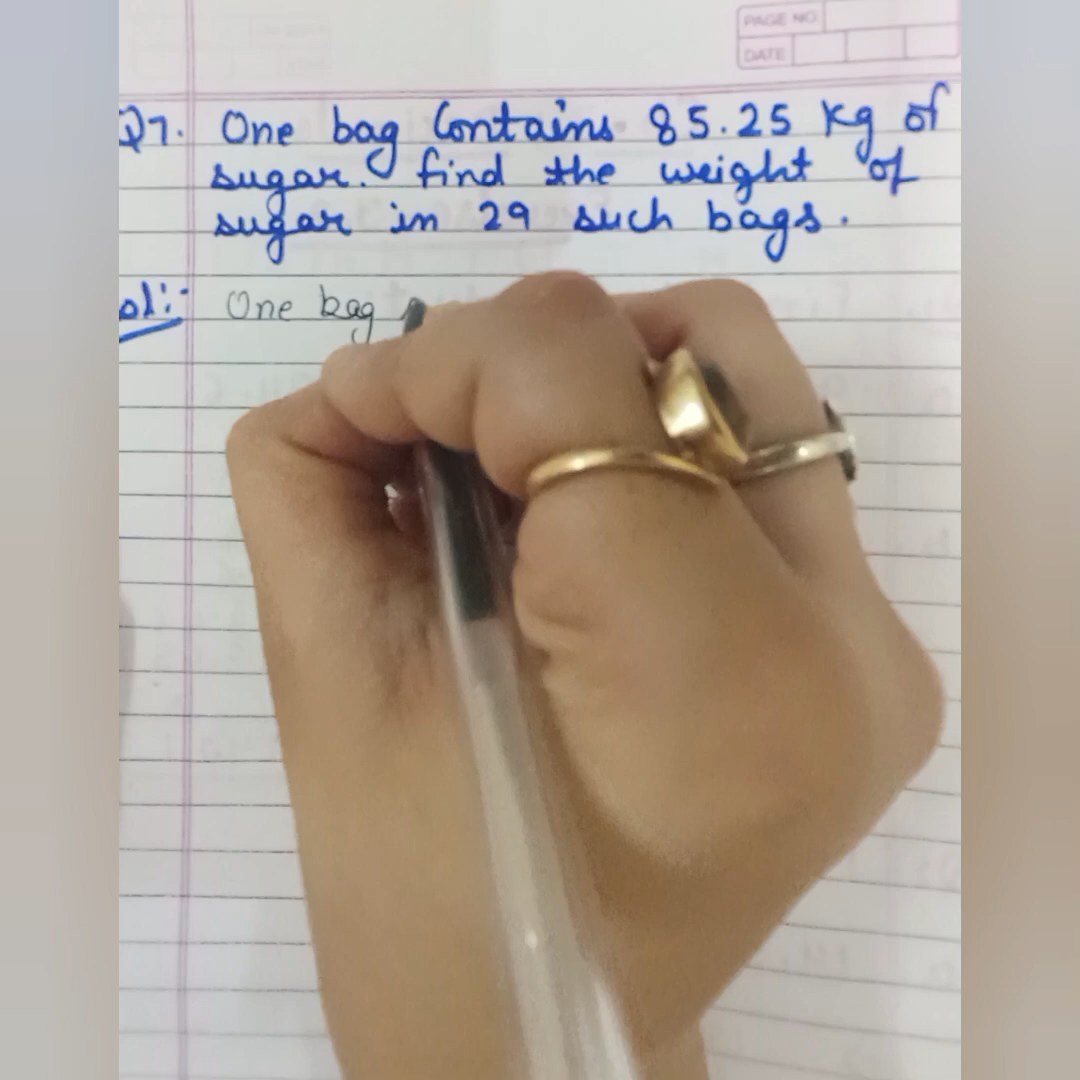 PAGE NO.
DATE
Q7. One bag Contains 85.25 Kg of
sugar. find the weight of
sugar in 29 such bags.
ol:- One bag